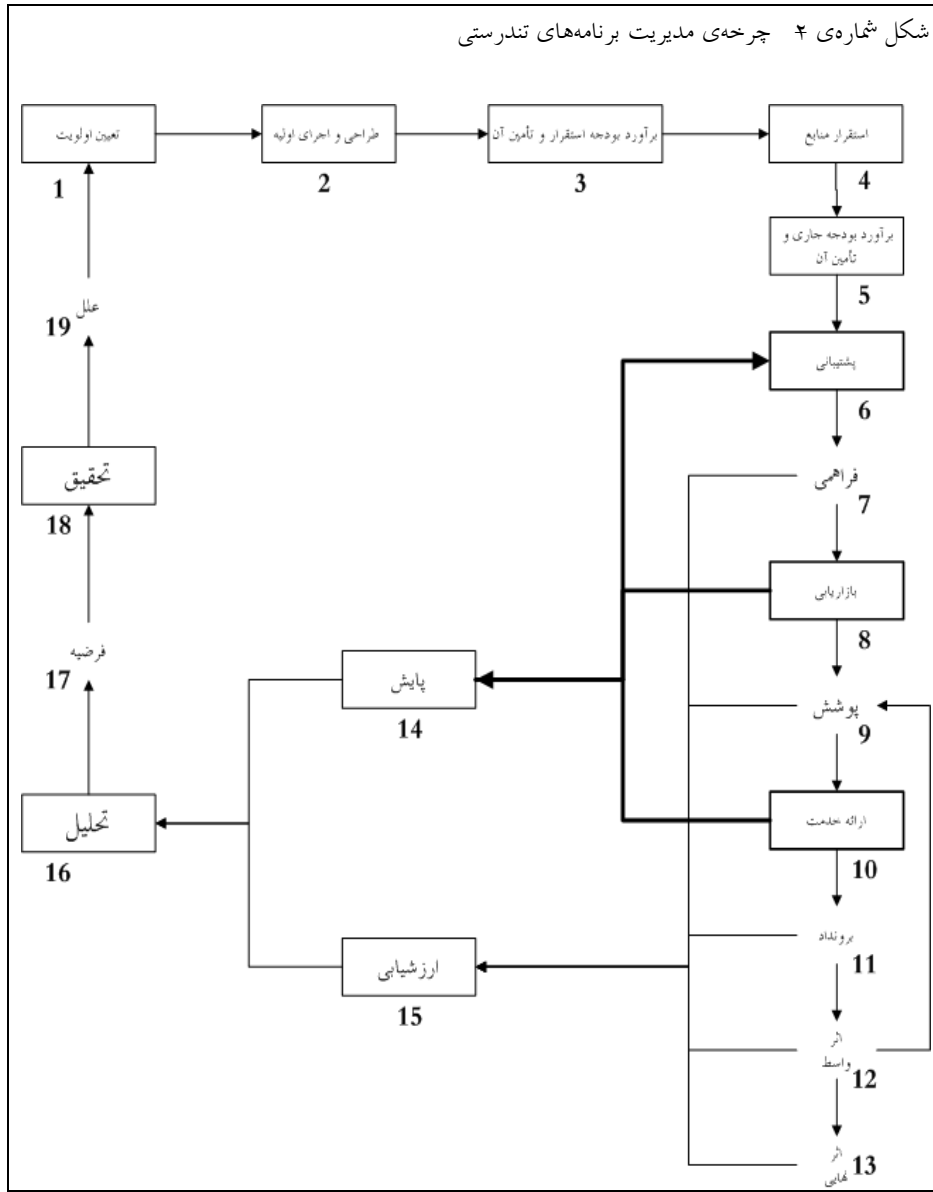 شکل شماره‌ی ۲ چرخه‌ی مدیریت برنامه‌های تندرستی
تعیین اولویت
1
طراحی و اجرای اولیه
2
برآورد بودجه استقرار و تأمین آن
3
استقرار منابع
4
برآورد بودجه جاری و
تأمین آن
5
پشتیبانی
6
فراهمی
7
بازاریابی
8
پوشش
9
ارائه خدمت
10
برونداد
11
اثر
واسط
12
اثر
نهایی
13
پایش
14
ارزشیابی
15
تحلیل
16
فرضیه
17
تحقیق
18
علل
19